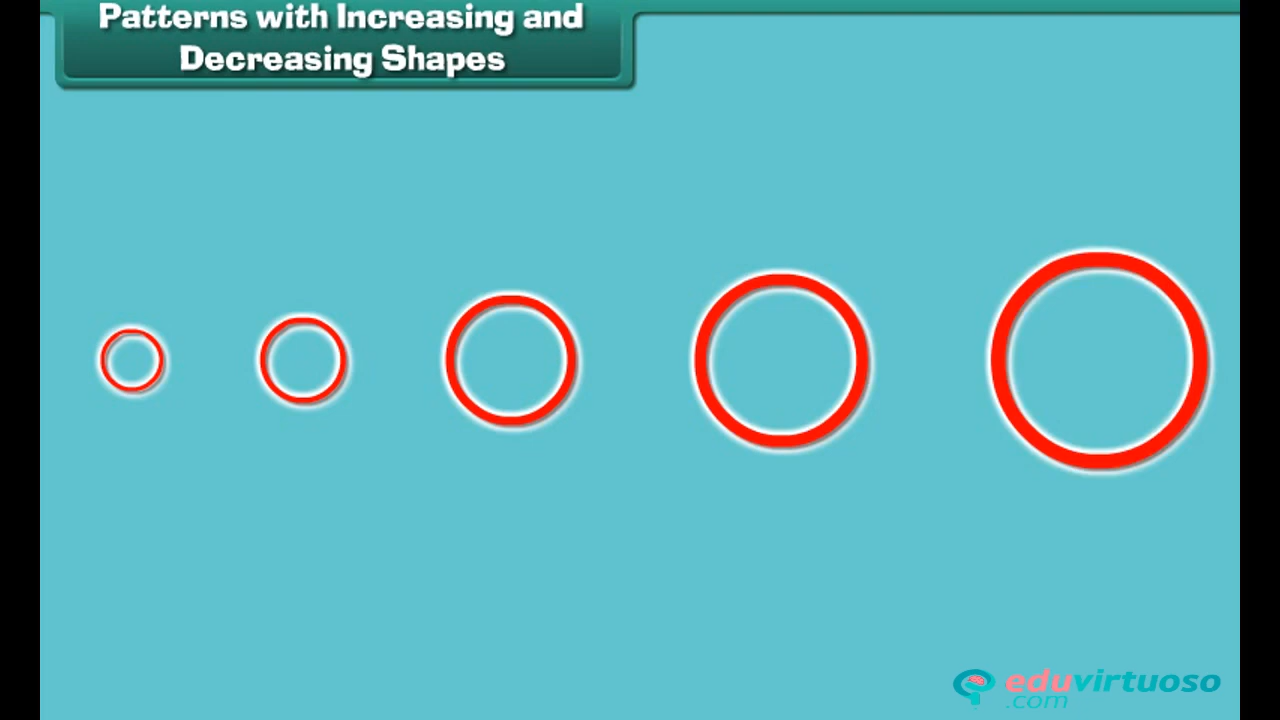 Patterns with Increasing and
Decreasing Shapes
eduvirtuoso
.com